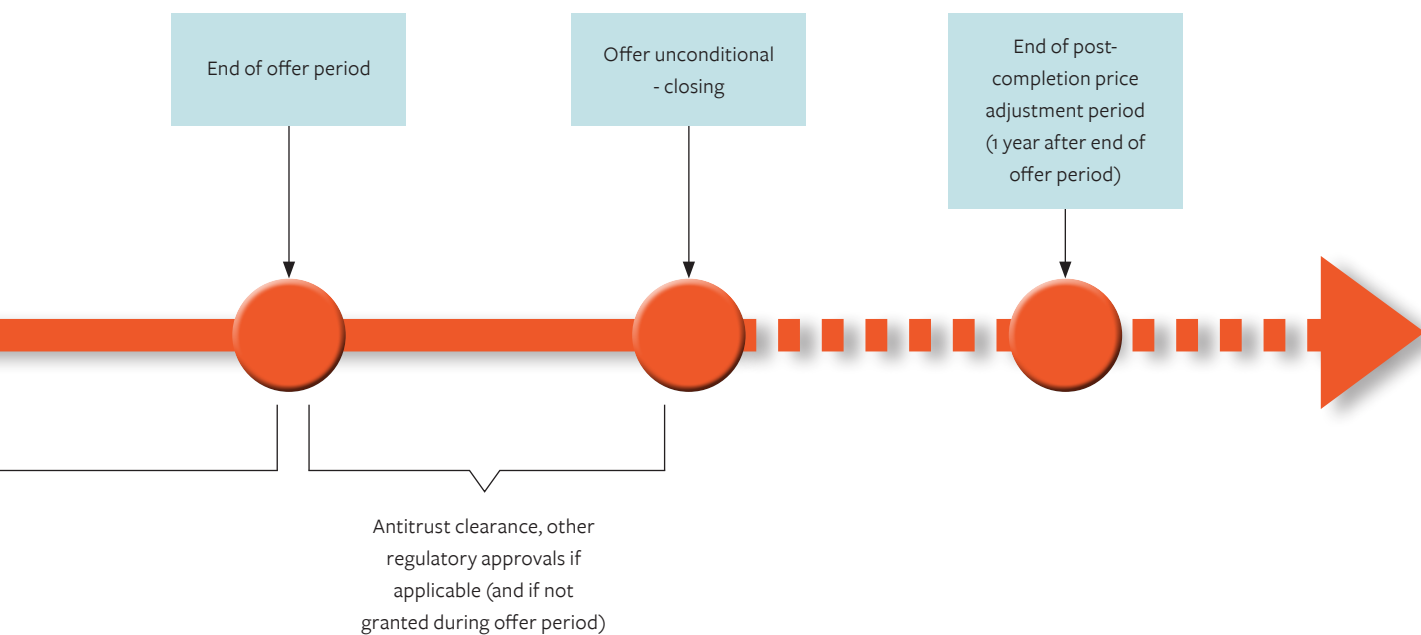 End of offer period
Offer unconditional
- closing
End of post-
completion price
adjustment period
(1 year after end of
offer period)
Antitrust clearance, other
regulatory approvals if
applicable (and if not
granted during offer period)